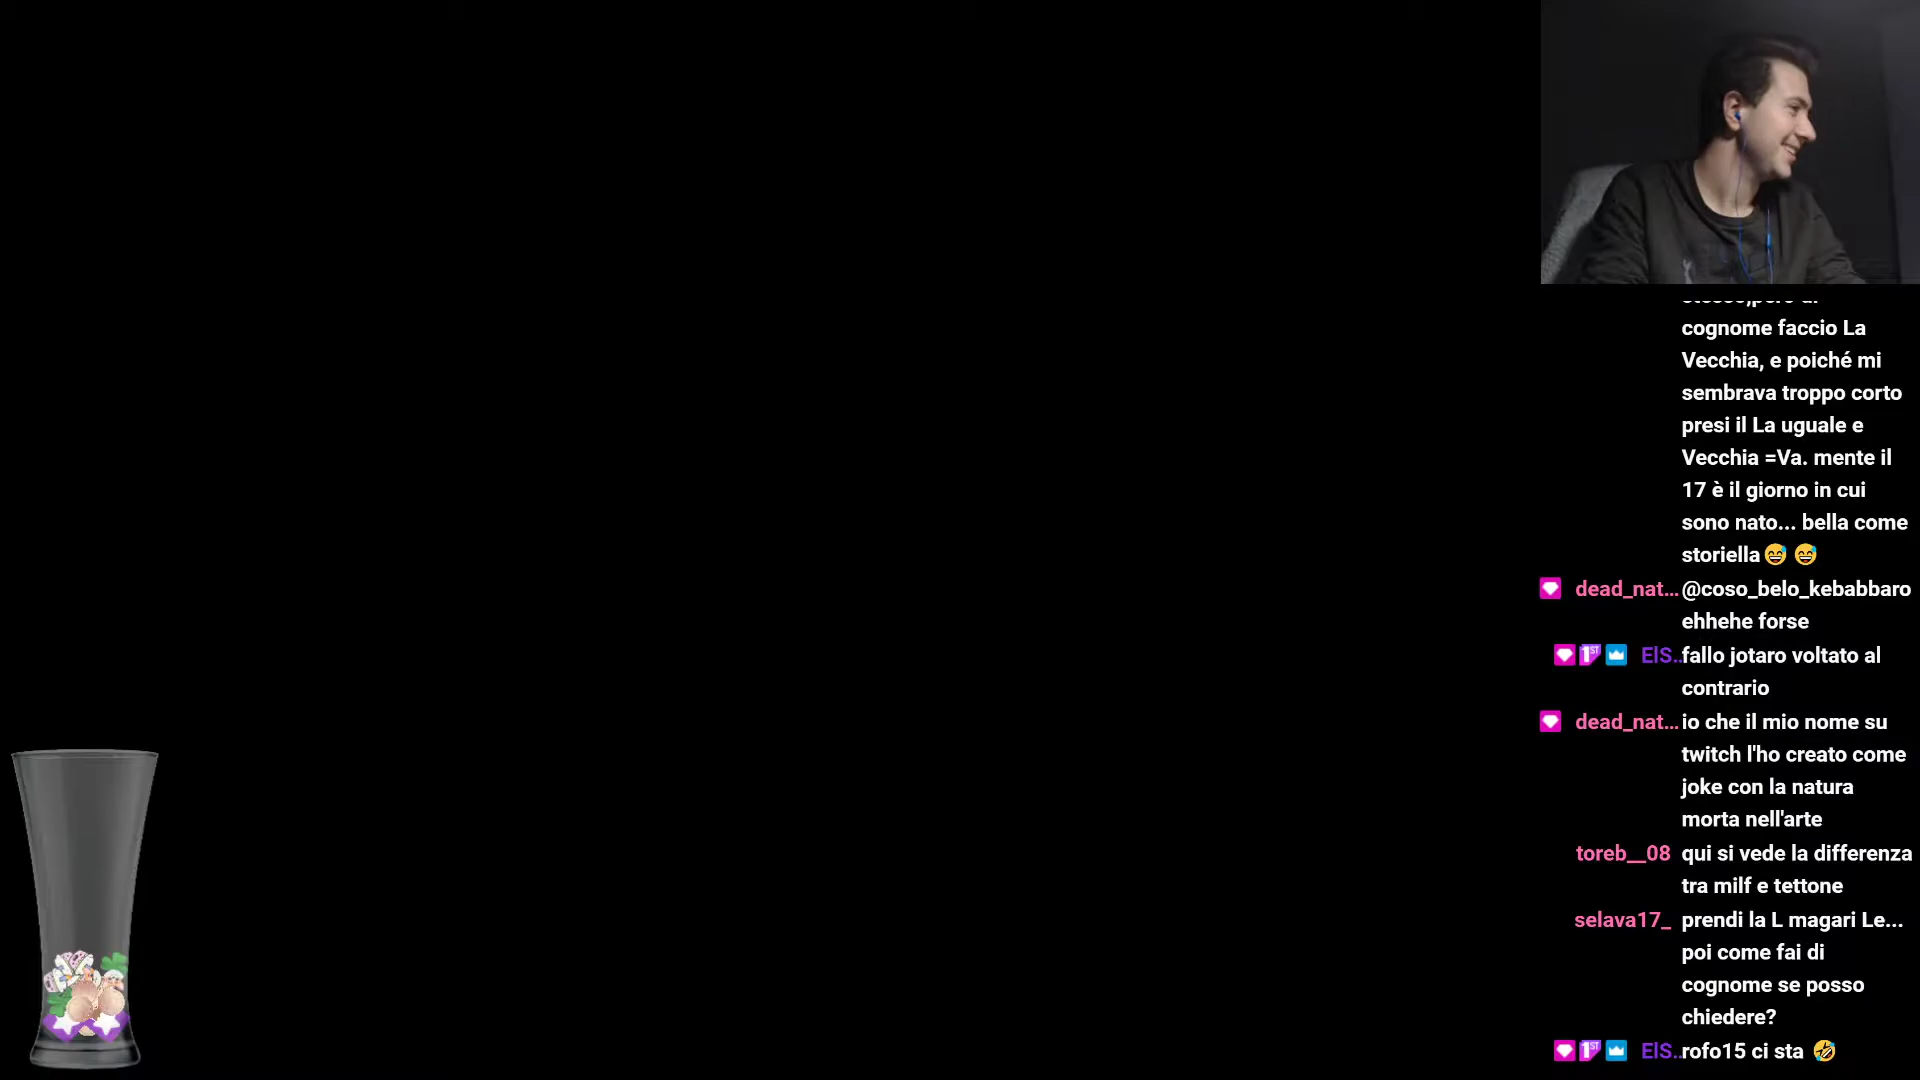 cognome faccio La
Vecchia, e poiché mi
sembrava troppo corto
presi il La uguale e
Vecchia =Va. mente il
17 è il giorno in cui
sono nato... bella come
storiella😅 😅
dead_nat... @coso_belo_kebabbaro
ehhehe forse
ElS.. fallo jotaro voltato al
contrario
dead_nat... io che il mio nome su
twitch l'ho creato come
joke con la natura
morta nell'arte
toreb__08 qui si vede la differenza
tra milf e tettone
selava17_ prendi la L magari Le...
poi come fai di
cognome se posso
chiedere?
ElS.. rofo15 ci sta 🤣